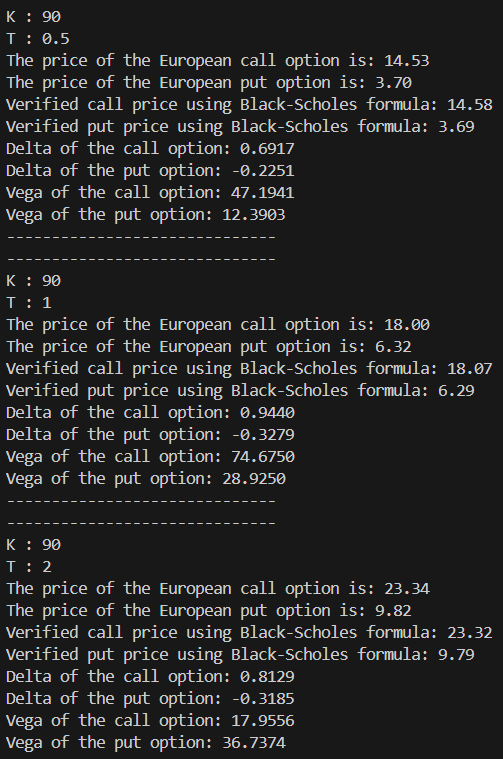 K : 90
T : 0.5
The price of the European call option is: 14.53
The price of the European put option is: 3.70
Verified call price using Black-Scholes formula: 14.58
Verified put price using Black-Scholes formula: 3.69
Delta of the call option: 0.6917
Delta of the put option: -0.2251
Vega of the call option: 47.1941
Vega of the put option: 12.3903
------------------------------
------------------------------
K : 90
T : 1
The price of the European call option is: 18.00
The price of the European put option is: 6.32
Verified call price using Black-Scholes formula: 18.07
Verified put price using Black-Scholes formula: 6.29
Delta of the call option: 0.9440
Delta of the put option: -0.3279
Vega of the call option: 74.6750
Vega of the put option: 28.9250
------------------------------
------------------------------
K : 90
T : 2
The price of the European call option is: 23.34
The price of the European put option is: 9.82
Verified call price using Black-Scholes formula: 23.32
Verified put price using Black-Scholes formula: 9.79
Delta of the call option: 0.8129
Delta of the put option: -0.3185
Vega of the call option: 17.9556
Vega of the put option: 36.7374